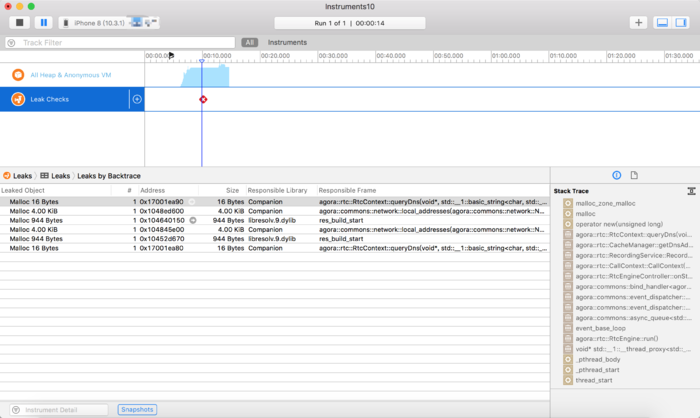 Instruments10
iPhone 8 (10.3.1)
Run 1 of 1 | 00:00:14
Track Filter
All Instruments
00:00.000 00:10.000 00:20.000 00:30.000 00:40.000 00:50.000 01:00.000 01:10.000 01:20.000 01:30.000
All Heap & Anonymous VM
Leak Checks
Leaks Leaks Leaks by Backtrace
Leaked Object # Address Size Responsible Library Responsible Frame
Malloc 16 Bytes 1 0x17001ea90 16 Bytes Companion agora::rtc::RtcContext::queryDns(void*, std::__1::basic_string<char, std::_...
Malloc 4.00 KiB 1 0x1048ed600 4.00 KiB Companion agora::commons::network::local_addresses(agora::commons::network::N...
Malloc 944 Bytes 1 0x104640150 944 Bytes libresolv.9.dylib res_build_start
Malloc 4.00 KiB 1 0x104845e00 4.00 KiB Companion agora::commons::network::local_addresses(agora::commons::network::N...
Malloc 944 Bytes 1 0x10452d670 944 Bytes libresolv.9.dylib res_build_start
Malloc 16 Bytes 1 0x17001ea80 16 Bytes Companion agora::rtc::RtcContext::queryDns(void*, std::__1::basic_string<char, std::_...
Stack Trace
malloc_zone_malloc
malloc
operator new(unsigned long)
agora::rtc::RtcContext::queryDns(voi...
agora::rtc::CacheManager::getDnsAd...
agora::rtc::RecordingService::Record...
agora::rtc::CallContext::CallContext(...
agora::rtc::RtcEngineController::onSt...
agora::commons::bind_handler<agor...
agora::commons::event_dispatcher::...
agora::commons::event_dispatcher::...
agora::commons::async_queue<std::...
event_base_loop
agora::rtc::RtcEngine::run()
void* std::__1::__thread_proxy<std::_...
_pthread_body
_pthread_start
thread_start
Instrument Detail
Snapshots